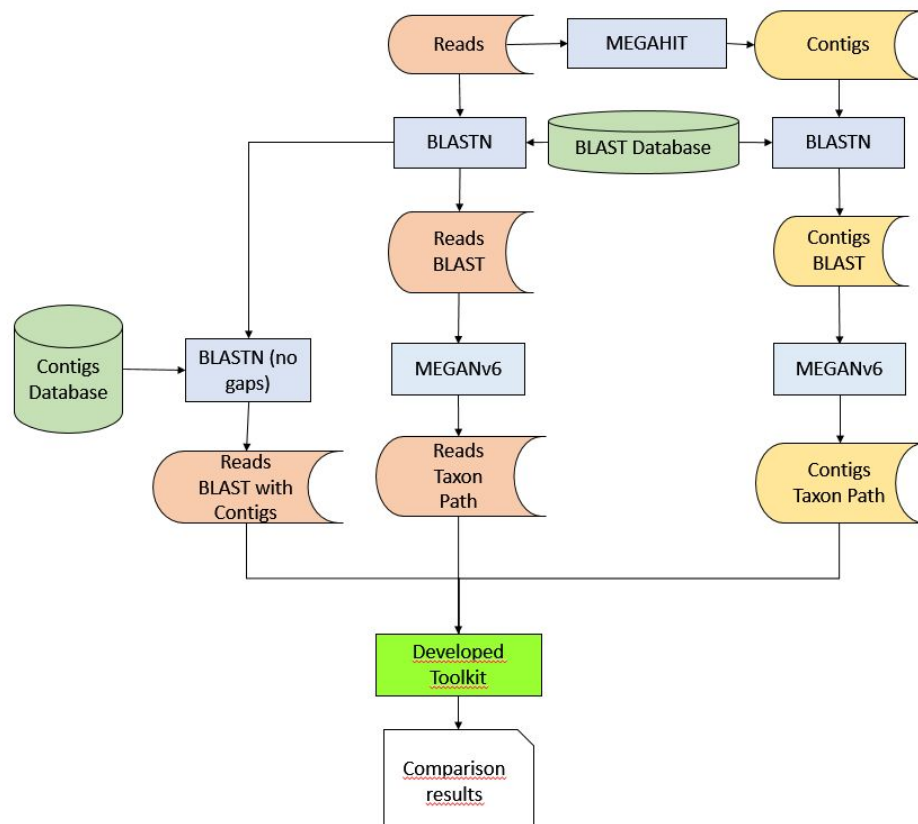 Reads
MEGAHIT
Contigs
BLASTN
BLAST Database
BLASTN
Reads
BLAST
Contigs
BLAST
Contigs
Database
BLASTN (no
gaps)
MEGANv6
MEGANv6
Reads
BLAST with
Contigs
Reads
Taxon
Path
Contigs
Taxon Path
Developed
Toolkit
Comparison
results